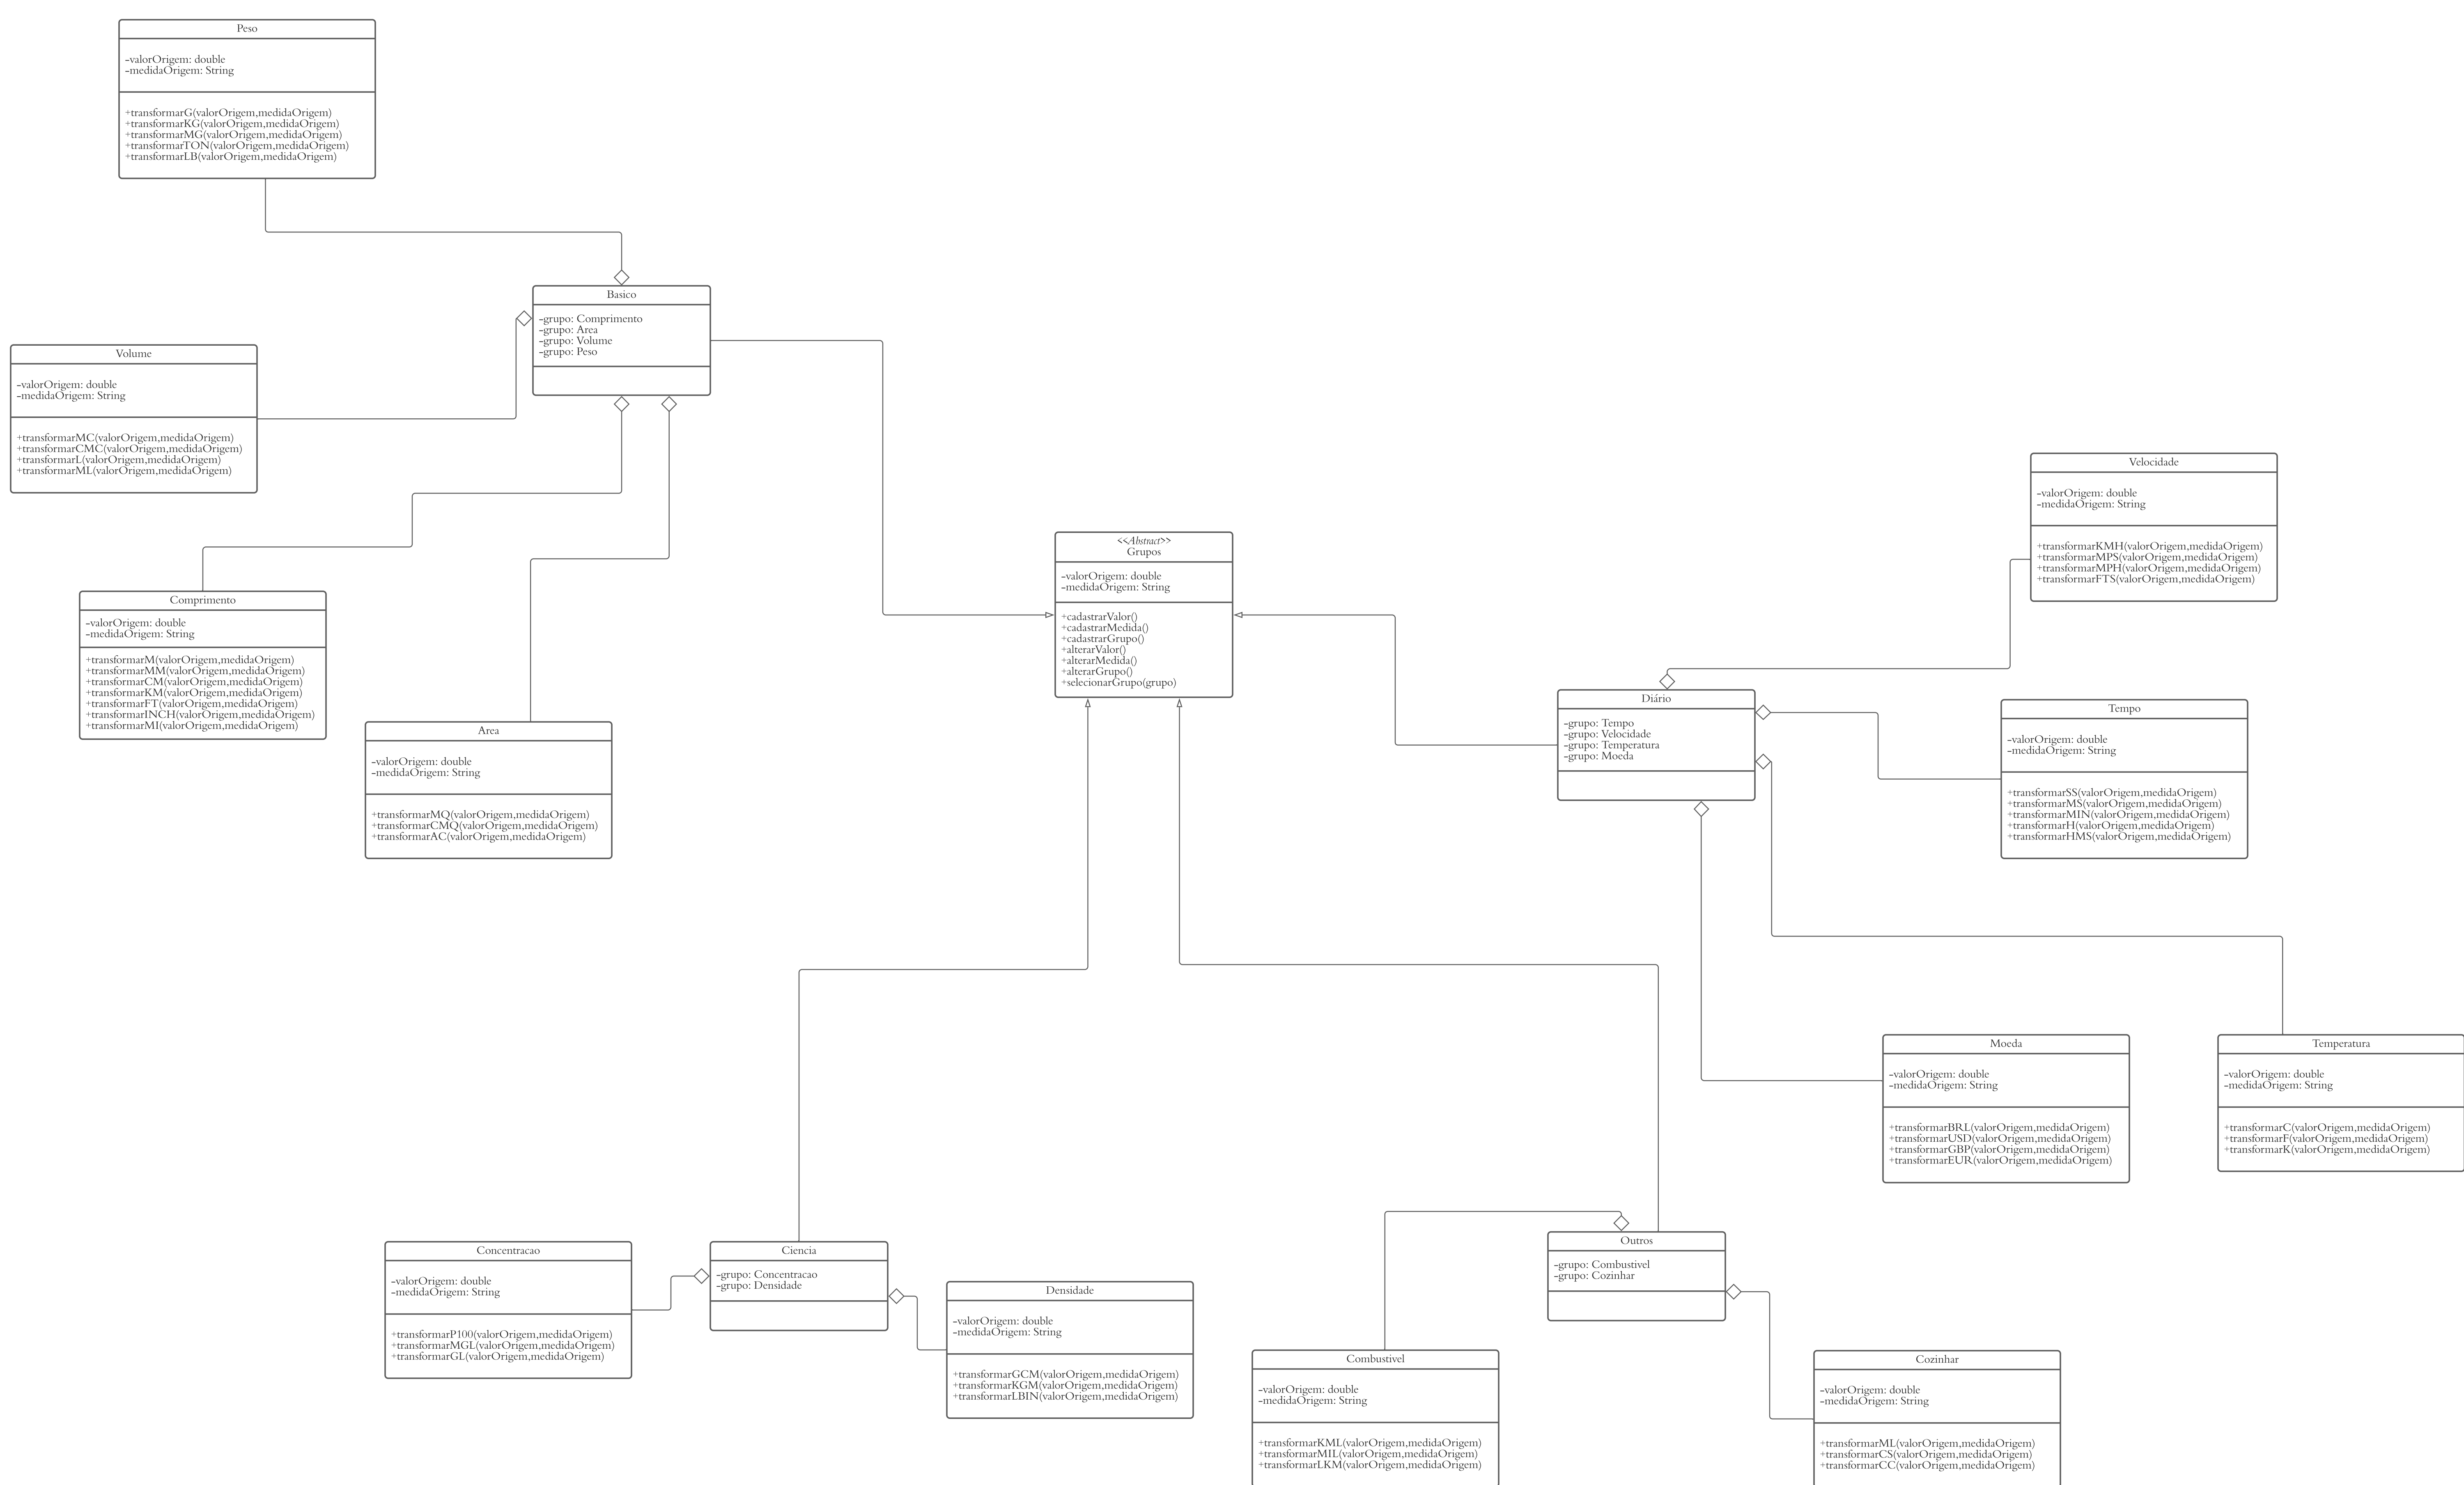 Peso
-valorOrigem: double
-medidaOrigem: String
+transformarG(valorOrigem,medidaOrigem)
+transformarKG(valorOrigem,medidaOrigem)
+transformarMG(valorOrigem,medidaOrigem)
+transformarTON(valorOrigem,medidaOrigem)
+transformarLB(valorOrigem,medidaOrigem)
Basico
-grupo: Comprimento
-grupo: Area
-grupo: Volume
-grupo: Peso
Volume
-valorOrigem: double
-medidaOrigem: String
+transformarMC(valorOrigem,medidaOrigem)
+transformarCMC(valorOrigem,medidaOrigem)
+transformarL(valorOrigem,medidaOrigem)
+transformarML(valorOrigem,medidaOrigem)
Comprimento
-valorOrigem: double
-medidaOrigem: String
+transformarM(valorOrigem,medidaOrigem)
+transformarMM(valorOrigem,medidaOrigem)
+transformarCM(valorOrigem,medidaOrigem)
+transformarKM(valorOrigem,medidaOrigem)
+transformarFT(valorOrigem,medidaOrigem)
+transformarINCH(valorOrigem,medidaOrigem)
+transformarMI(valorOrigem,medidaOrigem)
Area
-valorOrigem: double
-medidaOrigem: String
+transformarMQ(valorOrigem,medidaOrigem)
+transformarCMQ(valorOrigem,medidaOrigem)
+transformarAC(valorOrigem,medidaOrigem)
<<Abstract>>
Grupos
-valorOrigem: double
-medidaOrigem: String
+cadastrarValor()
+cadastrarMedida()
+cadastrarGrupo()
+alterarValor()
+alterarMedida()
+alterarGrupo()
+selecionarGrupo(grupo)
Velocidade
-valorOrigem: double
-medidaOrigem: String
+transformarKMH(valorOrigem,medidaOrigem)
+transformarMPS(valorOrigem,medidaOrigem)
+transformarMPH(valorOrigem,medidaOrigem)
+transformarFTS(valorOrigem,medidaOrigem)
Diário
-grupo: Tempo
-grupo: Velocidade
-grupo: Temperatura
-grupo: Moeda
Tempo
-valorOrigem: double
-medidaOrigem: String
+transformarSS(valorOrigem,medidaOrigem)
+transformarMS(valorOrigem,medidaOrigem)
+transformarMIN(valorOrigem,medidaOrigem)
+transformarH(valorOrigem,medidaOrigem)
+transformarHMS(valorOrigem,medidaOrigem)
Moeda
-valorOrigem: double
-medidaOrigem: String
+transformarBRL(valorOrigem,medidaOrigem)
+transformarUSD(valorOrigem,medidaOrigem)
+transformarGBP(valorOrigem,medidaOrigem)
+transformarEUR(valorOrigem,medidaOrigem)
Temperatura
-valorOrigem: double
-medidaOrigem: String
+transformarC(valorOrigem,medidaOrigem)
+transformarF(valorOrigem,medidaOrigem)
+transformarK(valorOrigem,medidaOrigem)
Concentracao
-valorOrigem: double
-medidaOrigem: String
+transformarP100(valorOrigem,medidaOrigem)
+transformarMGL(valorOrigem,medidaOrigem)
+transformarGL(valorOrigem,medidaOrigem)
Ciencia
-grupo: Concentracao
-grupo: Densidade
Densidade
-valorOrigem: double
-medidaOrigem: String
+transformarGCM(valorOrigem,medidaOrigem)
+transformarKGM(valorOrigem,medidaOrigem)
+transformarLBIN(valorOrigem,medidaOrigem)
Outros
-grupo: Combustivel
-grupo: Cozinhar
Combustivel
-valorOrigem: double
-medidaOrigem: String
+transformarKML(valorOrigem,medidaOrigem)
+transformarMIL(valorOrigem,medidaOrigem)
+transformarLKM(valorOrigem,medidaOrigem)
Cozinhar
-valorOrigem: double
-medidaOrigem: String
+transformarML(valorOrigem,medidaOrigem)
+transformarCS(valorOrigem,medidaOrigem)
+transformarCC(valorOrigem,medidaOrigem)